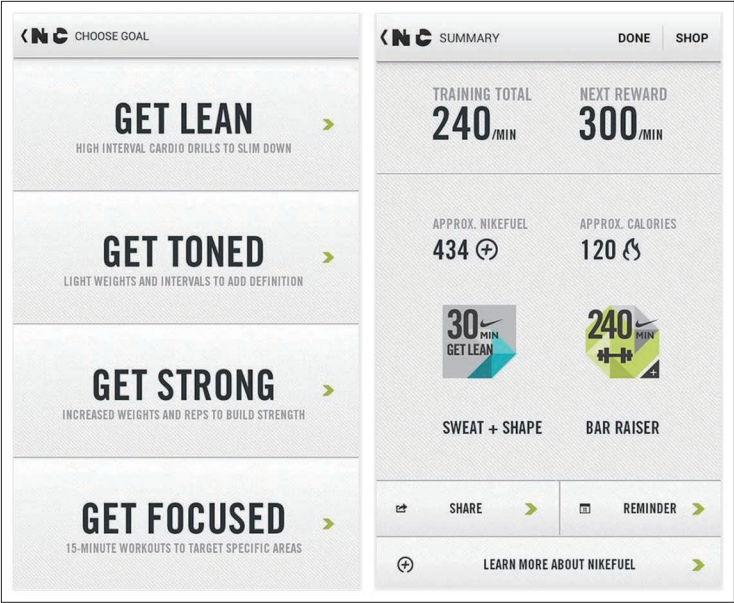 CHOOSE GOAL
GET LEAN
HIGH INTERVAL CARDIO DRILLS TO SLIM DOWN
GET TONED
LIGHT WEIGHTS AND INTERVALS TO ADD DEFINITION
GET STRONG
INCREASED WEIGHTS AND REPS TO BUILD STRENGTH
GET FOCUSED
15-MINUTE WORKOUTS TO TARGET SPECIFIC AREAS
SUMMARY DONE SHOP
TRAINING TOTAL NEXT REWARD
240/MIN 300/MIN
APPROX. NIKEFUEL APPROX. CALORIES
434 120
30 MIN
GET LEAN
240 MIN
SWEAT + SHAPE BAR RAISER
SHARE REMINDER
LEARN MORE ABOUT NIKEFUEL